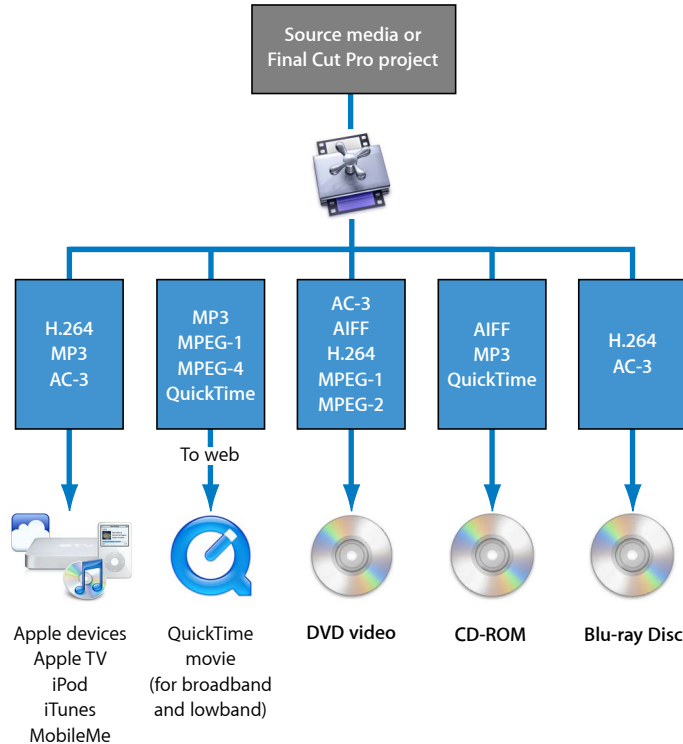 Source media or
Final Cut Pro project
H.264
MP3
AC-3
MP3
MPEG-1
MPEG-4
QuickTime
AC-3
AIFF
H.264
MPEG-1
MPEG-2
AIFF
MP3
QuickTime
H.264
AC-3
To web
Apple devices
Apple TV
iPod
iTunes
MobileMe
QuickTime
movie
(for broadband
and lowband)
DVD video
CD-ROM
Blu-ray Disc